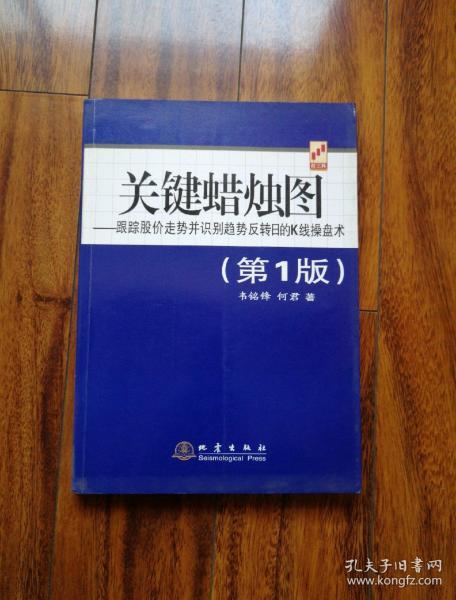 关键蜡烛图
——跟踪股价走势并识别趋势反转日的K线操盘术
（第1版）
韦铭锋 何君 著
地震出版社
Seismological Press
孔夫子旧书网
www.kongfz.com